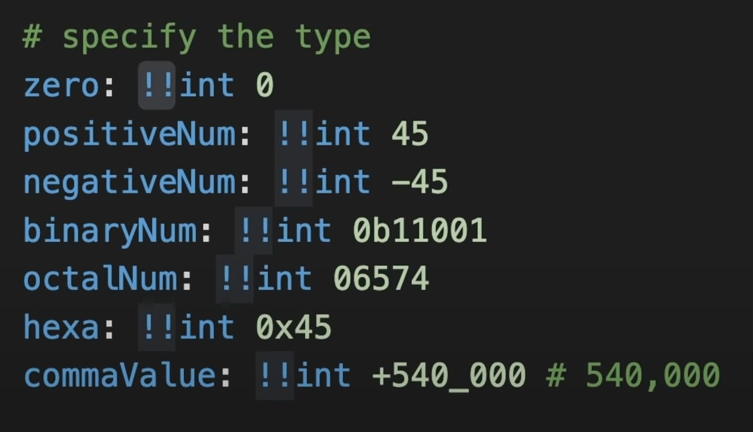 # specify the type
zero: !!int 0
positiveNum: !!int 45
negativeNum: !!int -45
binaryNum: !!int 0b11001
octalNum: !!int 06574
hexa: !!int 0x45
commaValue: !!int +540_000 # 540,000